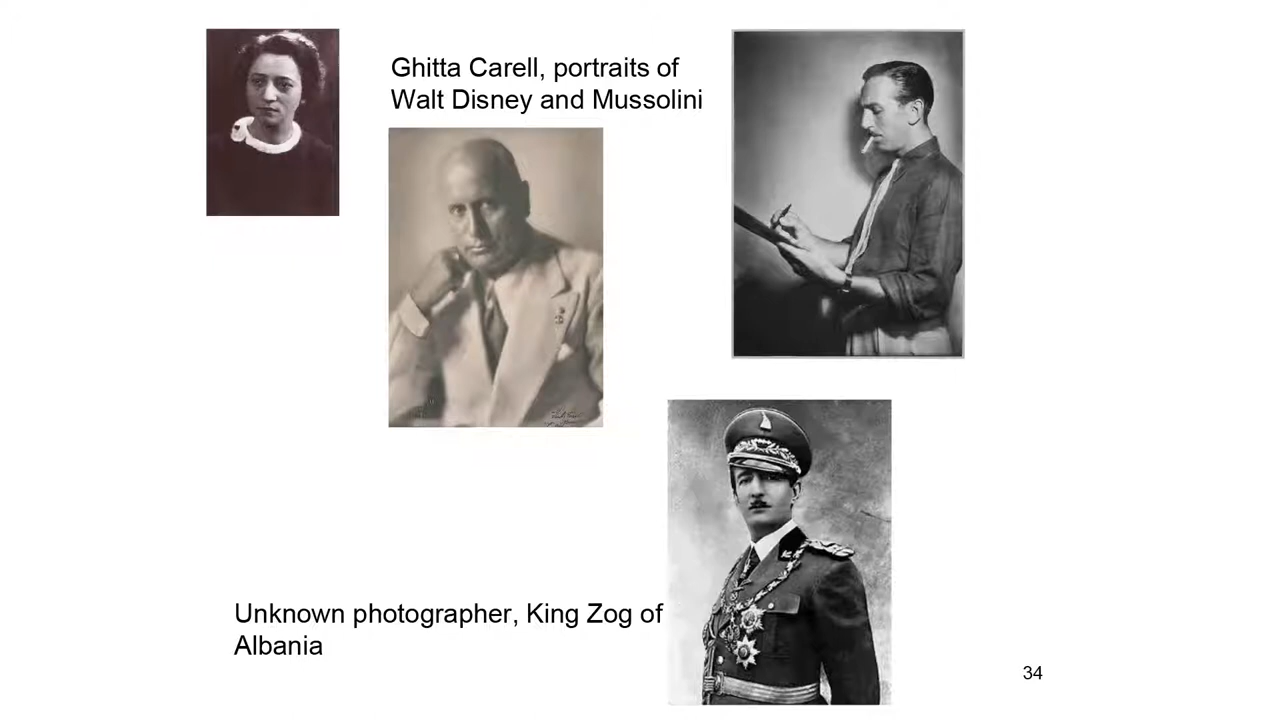 Ghitta Carell, portraits of
Walt Disney and Mussolini
Unknown photographer, King Zog of
Albania
34